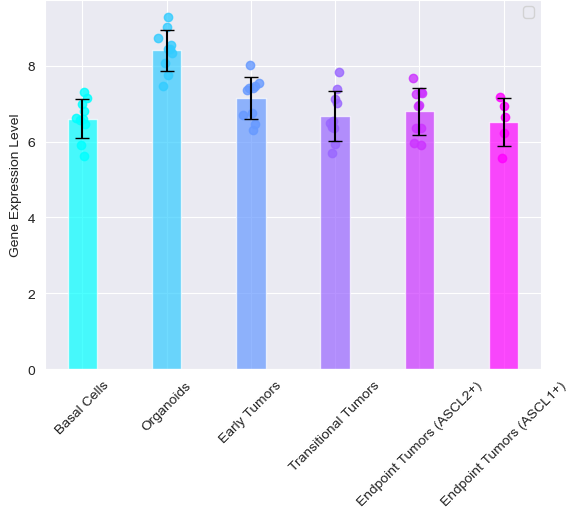 Gene Expression Level
8
6
4
2
0
Basal Cells
Organoids
Early Tumors
Transitional Tumors
Endpoint Tumors (ASCL2+)
Endpoint Tumors (ASCL1+)